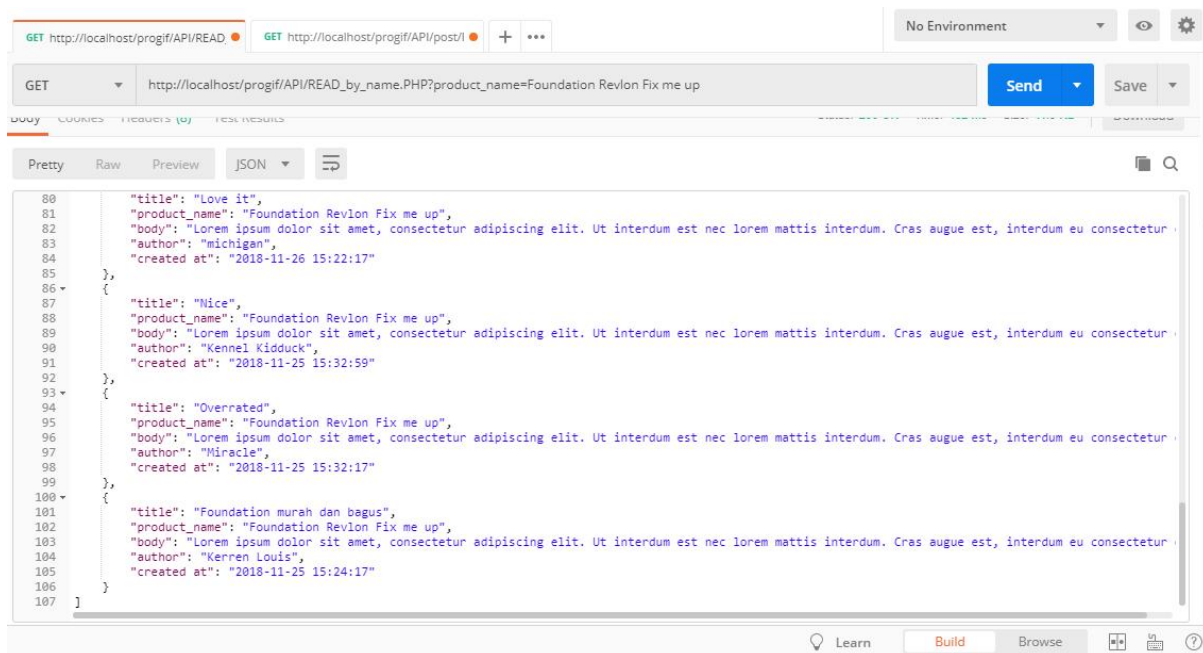 GET http://localhost/progif/API/READ_ GET http://localhost/progif/API/post/l No Environment
GET http://localhost/progif/API/READ_by_name.PHP?product_name=Foundation Revlon Fix me up Send Save
Body Cookies Headers (8) Test Results Download
Pretty Raw Preview JSON
80 "title": "Love it",
81 "product_name": "Foundation Revlon Fix me up",
82 "body": "Lorem ipsum dolor sit amet, consectetur adipiscing elit. Ut interdum est nec lorem mattis interdum. Cras augue est, interdum eu consectetur
83 "author": "michigan",
84 "created at": "2018-11-26 15:22:17"
85 },
86 {
87 "title": "Nice",
88 "product_name": "Foundation Revlon Fix me up",
89 "body": "Lorem ipsum dolor sit amet, consectetur adipiscing elit. Ut interdum est nec lorem mattis interdum. Cras augue est, interdum eu consectetur
90 "author": "Kennel Kidduck",
91 "created at": "2018-11-25 15:32:59"
92 },
93 {
94 "title": "Overrated",
95 "product_name": "Foundation Revlon Fix me up",
96 "body": "Lorem ipsum dolor sit amet, consectetur adipiscing elit. Ut interdum est nec lorem mattis interdum. Cras augue est, interdum eu consectetur
97 "author": "Miracle",
98 "created at": "2018-11-25 15:32:17"
99 },
100 {
101 "title": "Foundation murah dan bagus",
102 "product_name": "Foundation Revlon Fix me up",
103 "body": "Lorem ipsum dolor sit amet, consectetur adipiscing elit. Ut interdum est nec lorem mattis interdum. Cras augue est, interdum eu consectetur
104 "author": "Kerren Louis",
105 "created at": "2018-11-25 15:24:17"
106 }
107 ]
Learn Build Browse